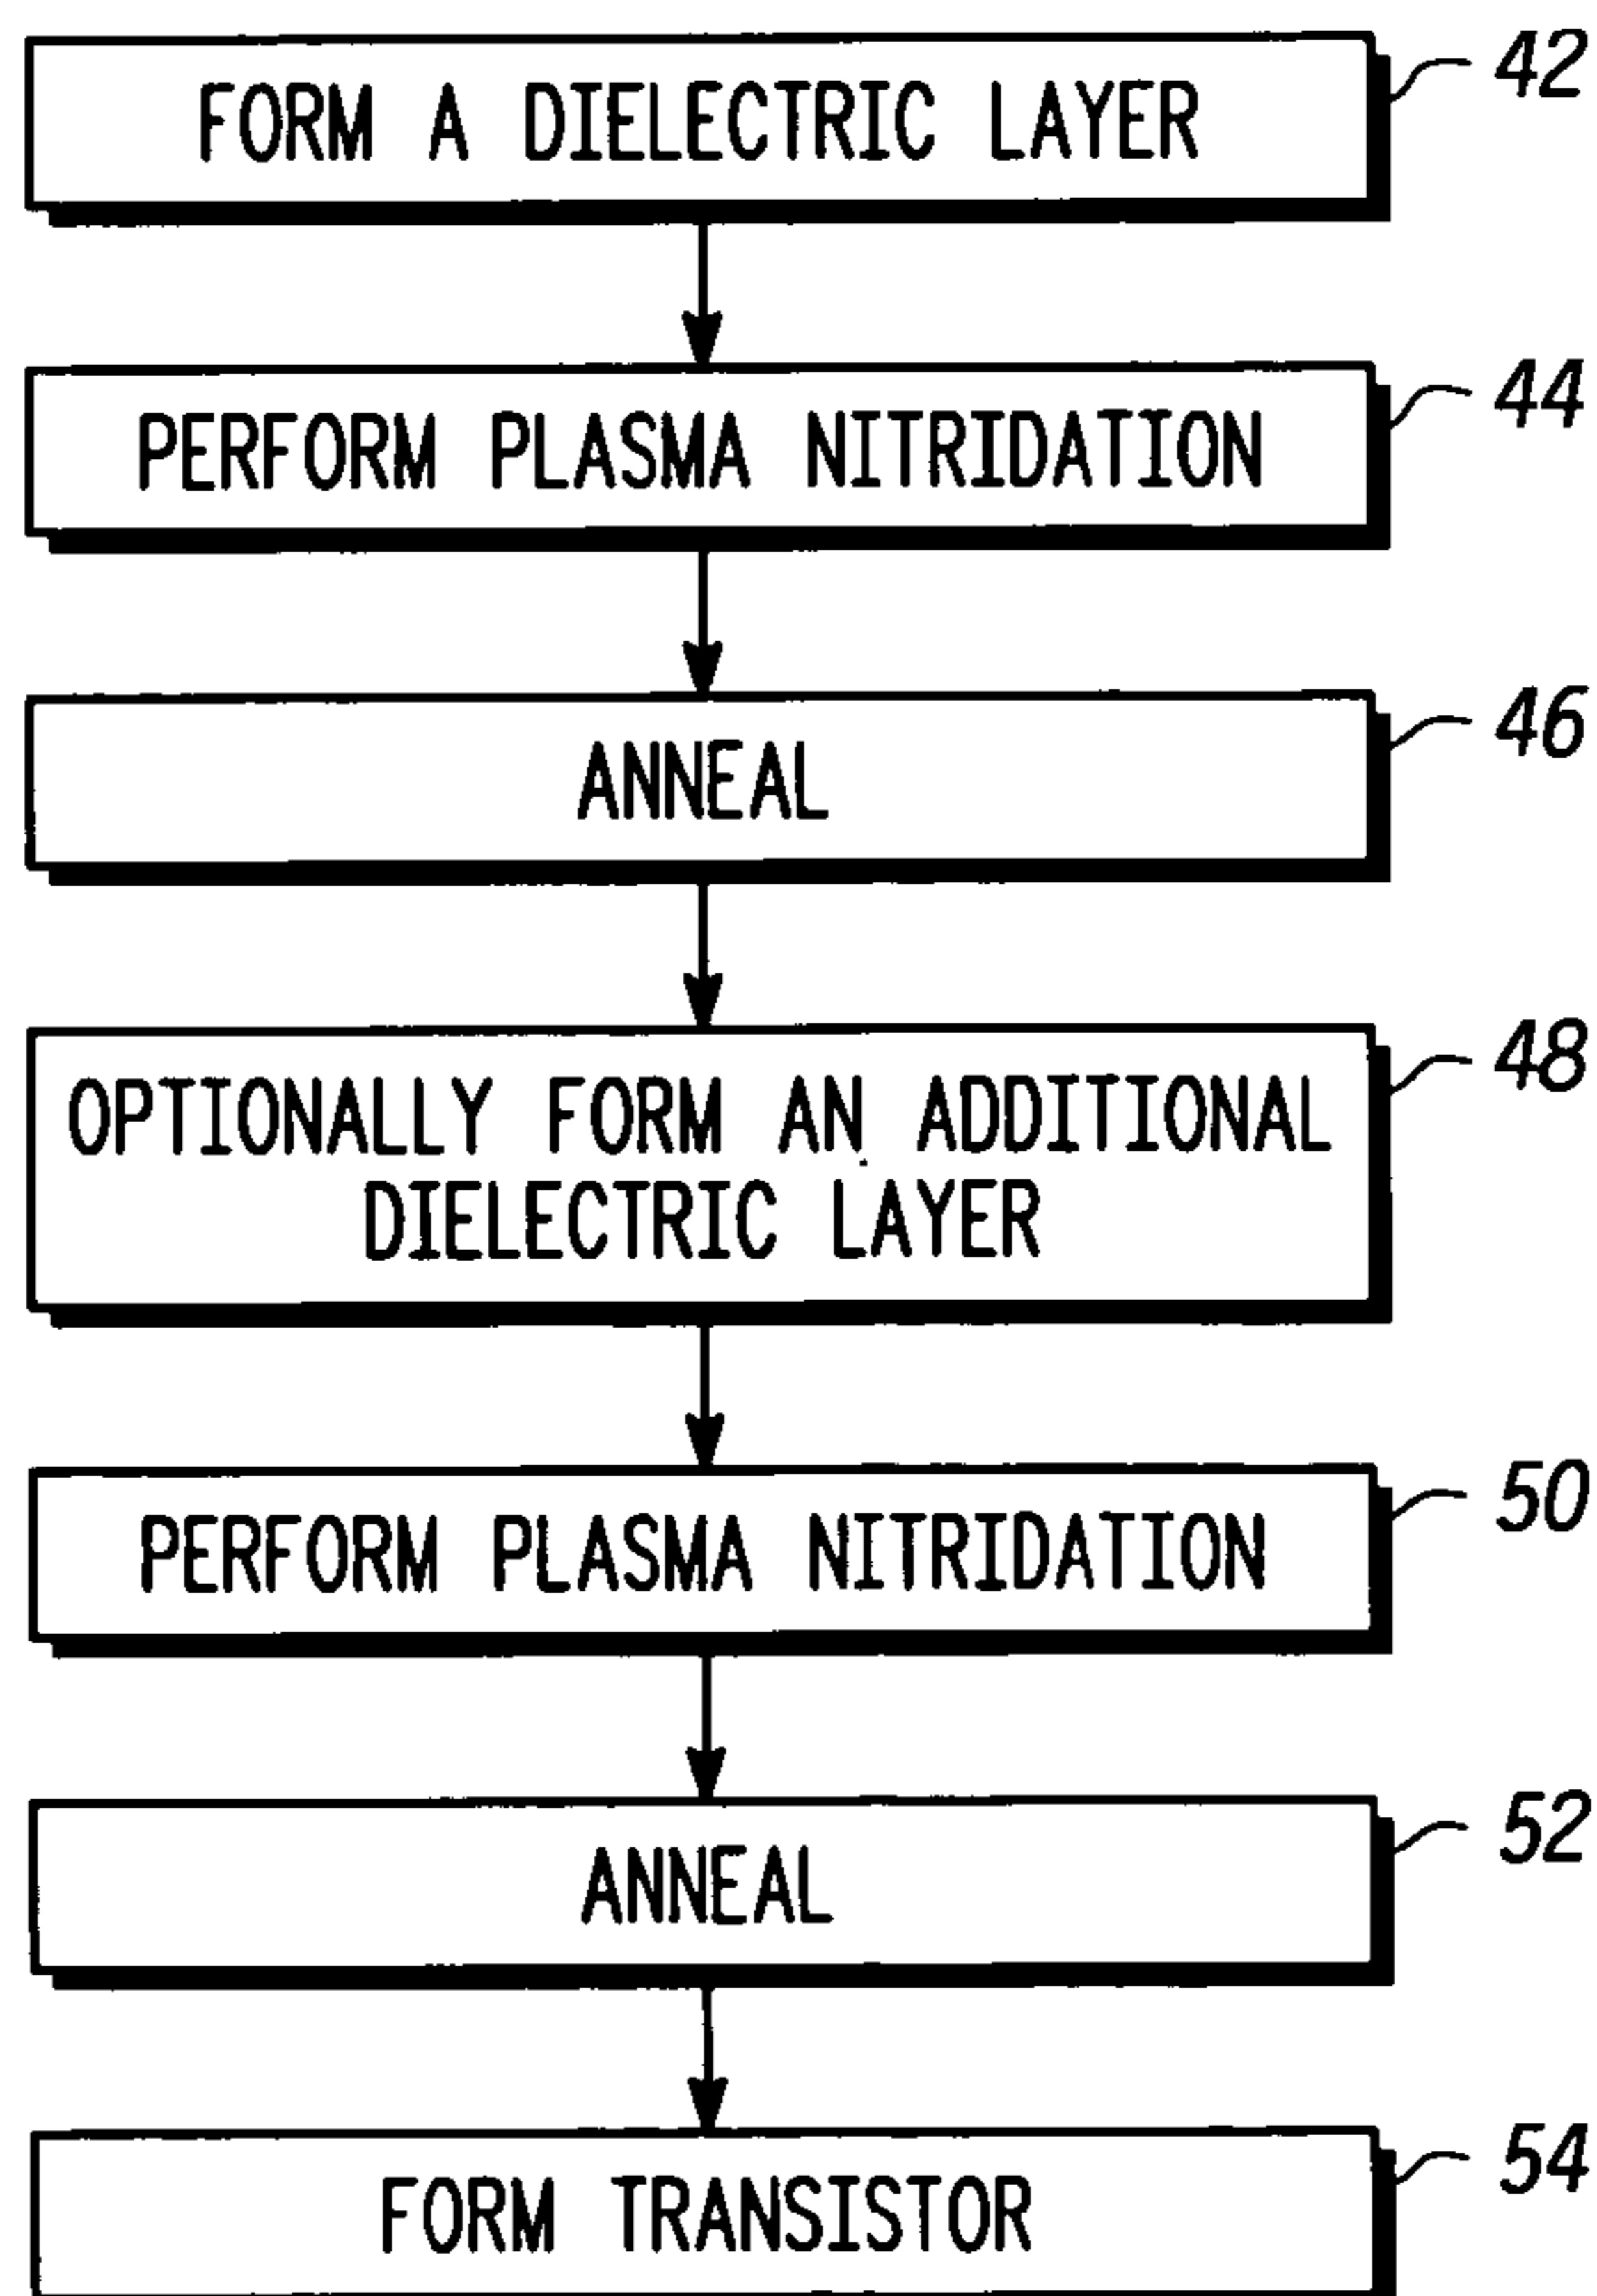 FORM A DIELECTRIC LAYER
42
PERFORM PLASMA NITRIDATION
44
ANNEAL
46
OPTIONALLY FORM AN ADDITIONAL
DIELECTRIC LAYER
48
PERFORM PLASMA NITRIDATION
50
ANNEAL
52
FORM TRANSISTOR
54